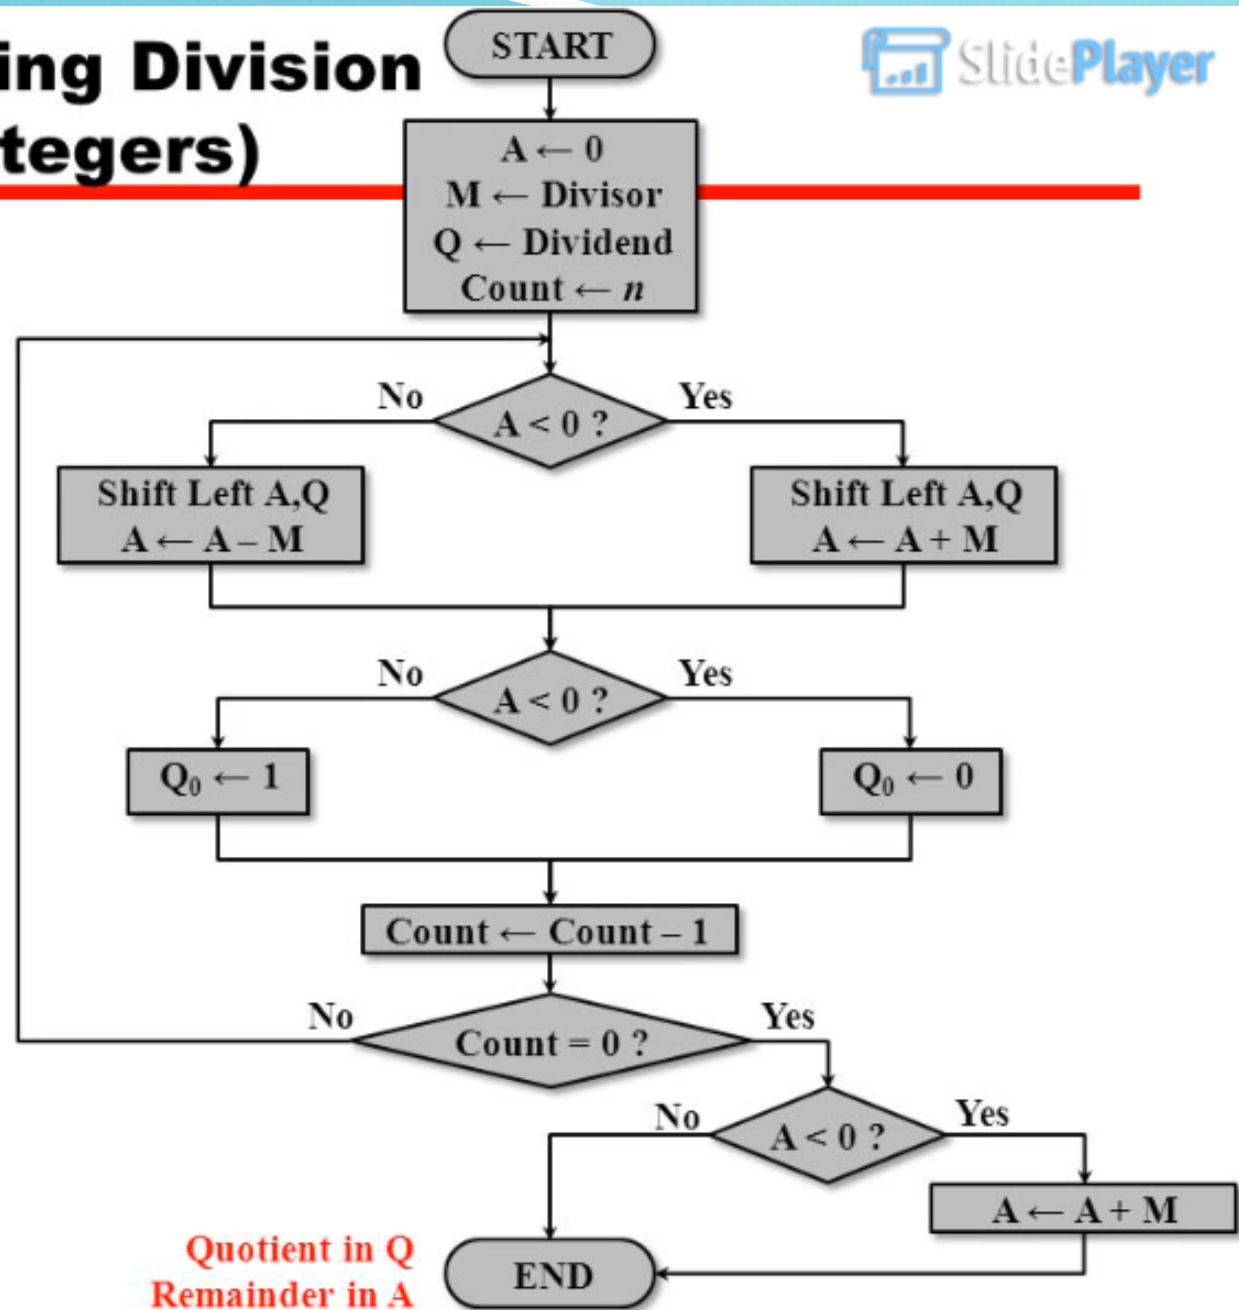 ing Division
tegers)
SlidePlayer
START
A ← 0
M ← Divisor
Q ← Dividend
Count ← n
No
A < 0 ?
Yes
Shift Left A,Q
A ← A – M
Shift Left A,Q
A ← A + M
No
A < 0 ?
Yes
Q₀ ← 1
Q₀ ← 0
Count ← Count – 1
No
Count = 0 ?
Yes
No
A < 0 ?
Yes
A ← A + M
Quotient in Q
Remainder in A
END